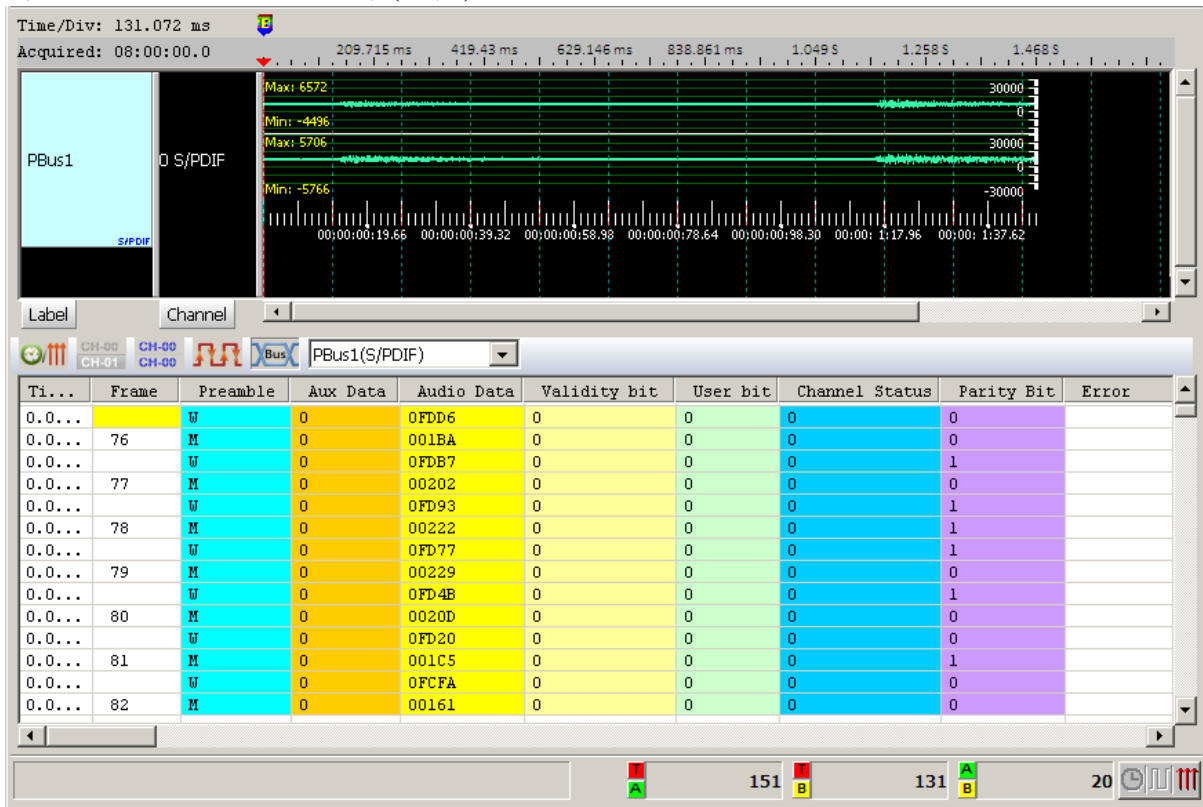 Time/Div: 131.072 ms
Acquired: 08:00:00.0
209.715 ms 419.43 ms 629.146 ms 838.861 ms 1.049 S 1.258 S 1.468 S
Max: 6572 30000
0
Min: -4496
Max: 5706 30000
PBus1 0 S/PDIF 0
Min: -5766 -30000
00:00:00:19.66 00:00:00:39.32 00:00:00:58.98 00:00:00:78.64 00:00:00:98.30 00:00: 1:17.96 00:00: 1:37.62
S/PDIF
Label Channel
CH-00 CH-01 CH-00 CH-00 Bus PBus1(S/PDIF)
Ti... Frame Preamble Aux Data Audio Data Validity bit User bit Channel Status Parity Bit Error
0.0... W 0 0FDD6 0 0 0 0
0.0... 76 M 0 001BA 0 0 0 0
0.0... W 0 0FDB7 0 0 0 1
0.0... 77 M 0 00202 0 0 0 0
0.0... W 0 0FD93 0 0 0 1
0.0... 78 M 0 00222 0 0 0 1
0.0... W 0 0FD77 0 0 0 1
0.0... 79 M 0 00229 0 0 0 0
0.0... W 0 0FD4B 0 0 0 1
0.0... 80 M 0 0020D 0 0 0 0
0.0... W 0 0FD20 0 0 0 0
0.0... 81 M 0 001C5 0 0 0 1
0.0... W 0 0FCFA 0 0 0 0
0.0... 82 M 0 00161 0 0 0 0
T A 151 T B 131 A B 20